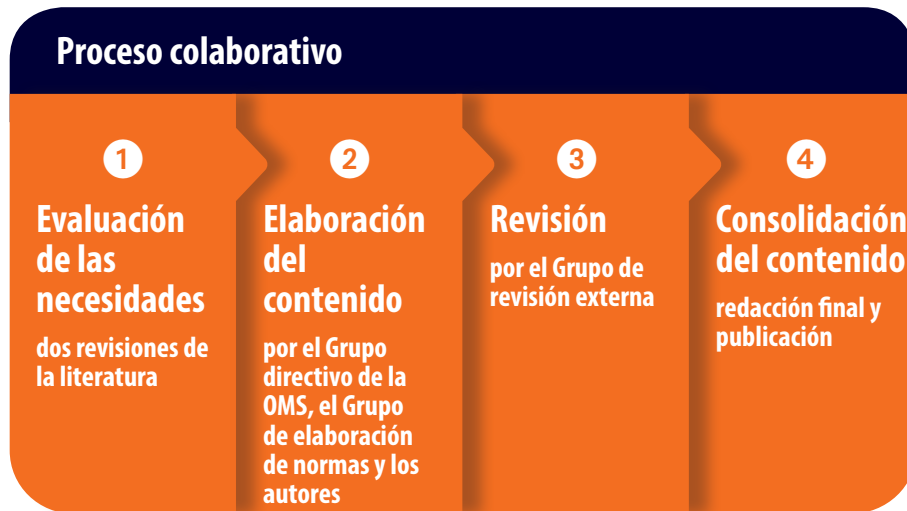 Proceso colaborativo
1
Evaluación
de las
necesidades
dos revisiones de
la literatura
2
Elaboración
del
contenido
por el Grupo
directivo de la
OMS, el Grupo
de elaboración
de normas y los
autores
3
Revisión
por el Grupo de
revisión externa
4
Consolidación
del contenido
redacción final y
publicación